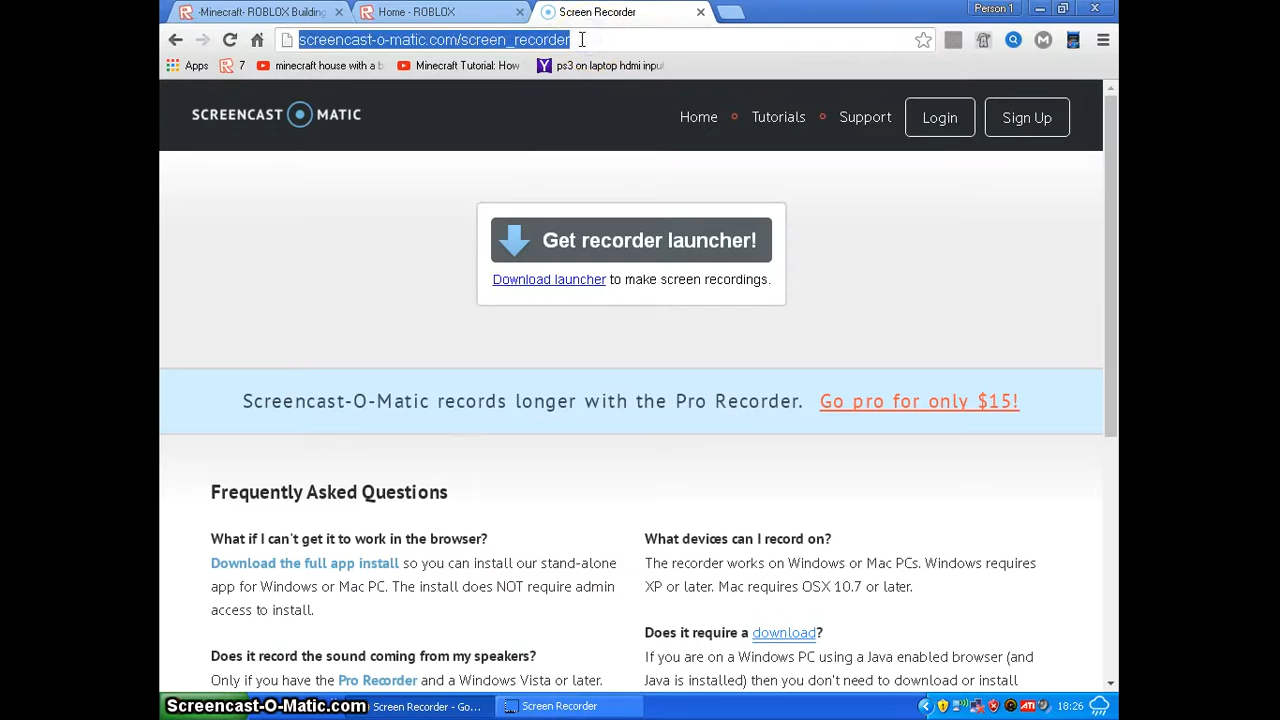 -Minecraft- ROBLOX Building
Home - ROBLOX
Screen Recorder
Person 1
screencast-o-matic.com/screen_recorder
Apps
7
minecraft house with a b
Minecraft Tutorial: How
ps3 on laptop hdmi input
SCREENCAST MATIC
Home
Tutorials
Support
Login
Sign Up
Get recorder launcher!
Download launcher to make screen recordings.
Screencast-O-Matic records longer with the Pro Recorder. Go pro for only $15!
Frequently Asked Questions
What if I can't get it to work in the browser?
Download the full app install so you can install our stand-alone
app for Windows or Mac PC. The install does NOT require admin
access to install.
Does it record the sound coming from my speakers?
Only if you have the Pro Recorder and a Windows Vista or later.
What devices can I record on?
The recorder works on Windows or Mac PCs. Windows requires
XP or later. Mac requires OSX 10.7 or later.
Does it require a download?
If you are on a Windows PC using a Java enabled browser (and
Java is installed) then you don't need to download or install
Screencast-O-Matic.com
Screen Recorder - Go...
Screen Recorder
ATI
18:26